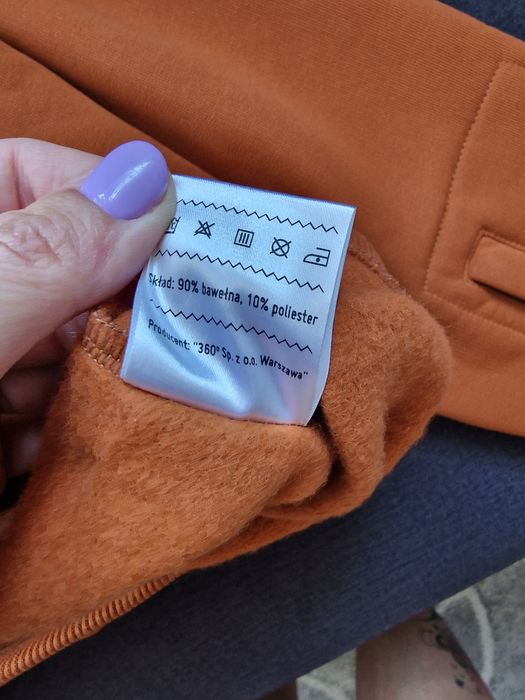 Skład: 90% bawełna, 10% poliester
Producent: "360° Sp. z o.o. Warszawa"